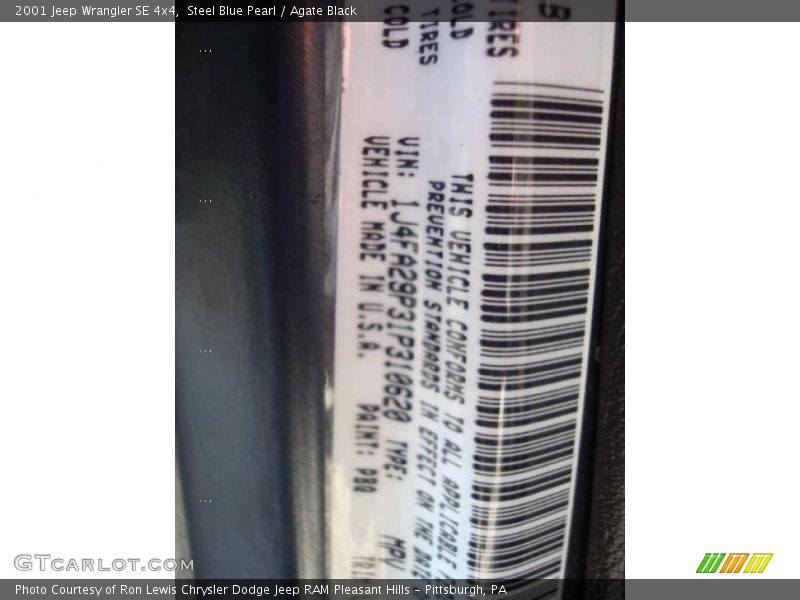 2001 Jeep Wrangler SE 4x4, Steel Blue Pearl / Agate Black
TIRES
COLD
TIRES
COLD
THIS VEHICLE CONFORMS TO ALL APPLICABLE
PREVENTION STANDARDS IN EFFECT ON THE
VIN: 1J4FA29P31P310620 TYPE: MPV
VEHICLE MADE IN U.S.A. PAINT: PBQ
GTCARLOT.COM
Photo Courtesy of Ron Lewis Chrysler Dodge Jeep RAM Pleasant Hills - Pittsburgh, PA